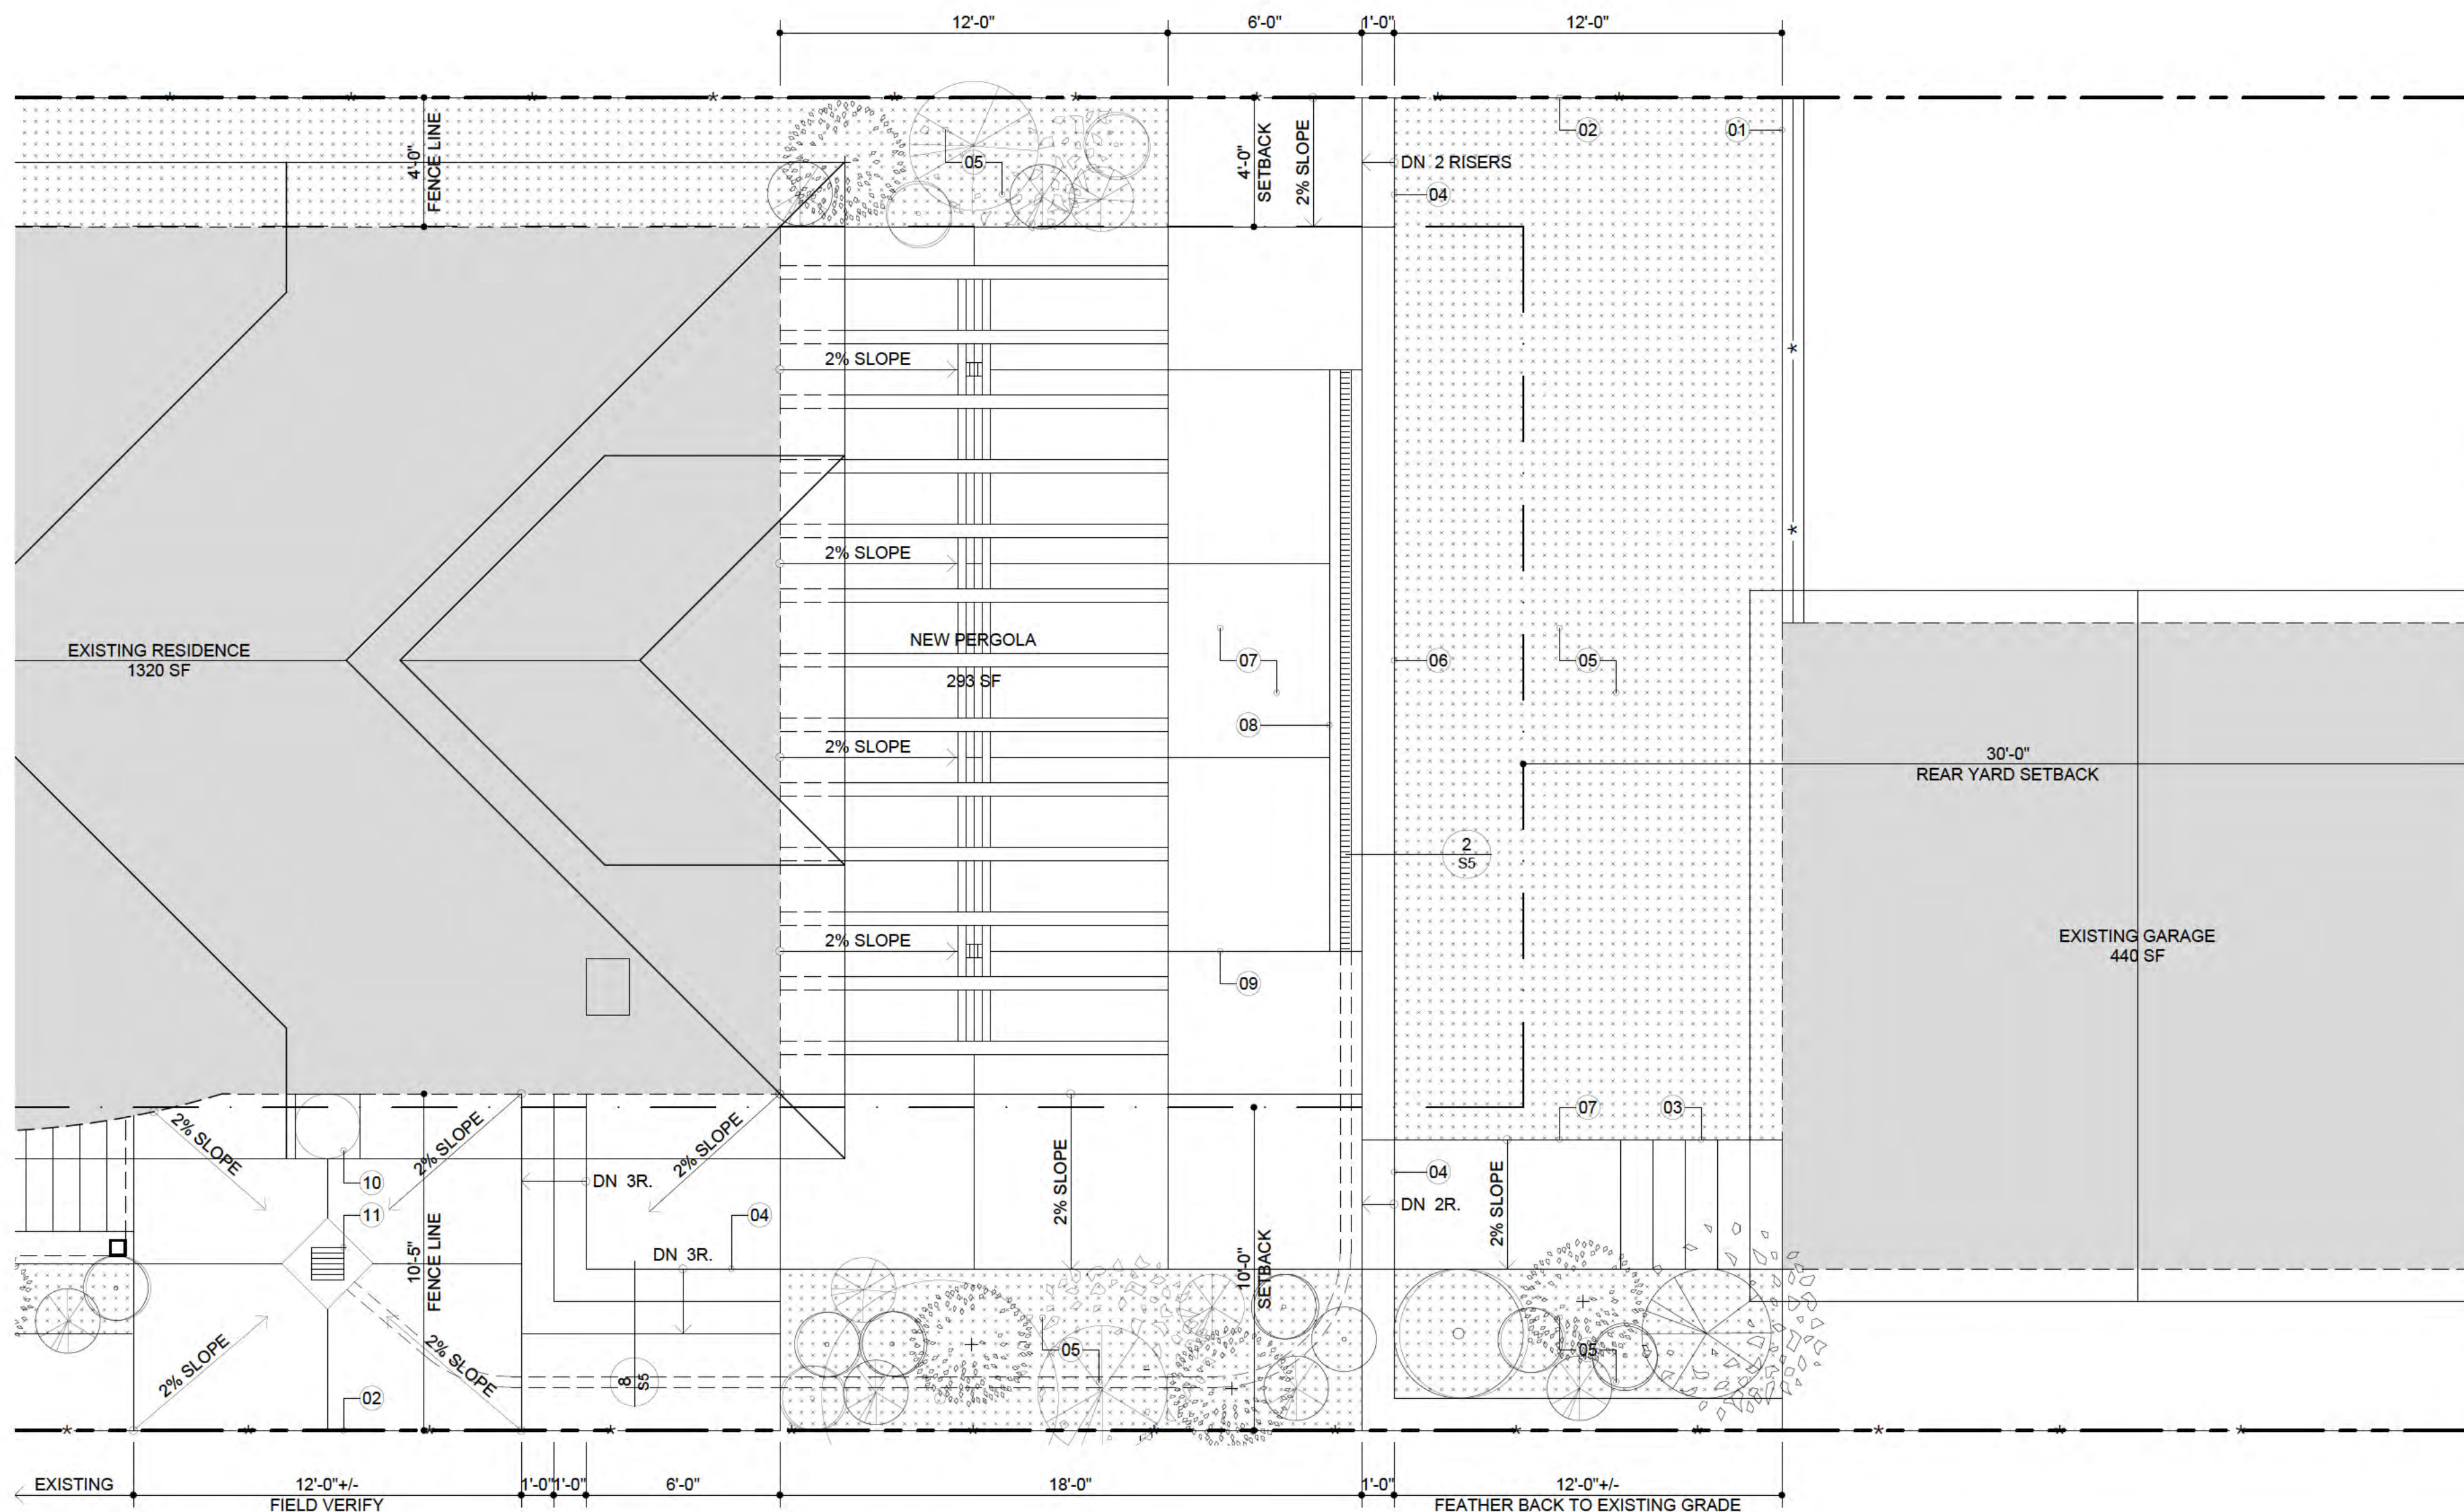 12'-0" 6'-0" 1'-0" 12'-0"
4'-0"
FENCE LINE
05
4'-0"
SETBACK
2% SLOPE
DN 2 RISERS
04
02
01
2% SLOPE
2% SLOPE
EXISTING RESIDENCE
1320 SF
NEW PERGOLA
293 SF
07
06
05
08
2% SLOPE
30'-0"
REAR YARD SETBACK
2
S5
2% SLOPE
09
EXISTING GARAGE
440 SF
2% SLOPE
2% SLOPE
2% SLOPE
2% SLOPE
07
03
10
DN 3R.
04
2% SLOPE
11
04
DN 2R.
DN 3R.
10'-5"
FENCE LINE
10'-0"
SETBACK
2% SLOPE
2% SLOPE
05
05
8
S5
02
EXISTING 12'-0"+/- 1'-0" 1'-0" 6'-0" 18'-0" 1'-0" 12'-0"+/-
FIELD VERIFY FEATHER BACK TO EXISTING GRADE